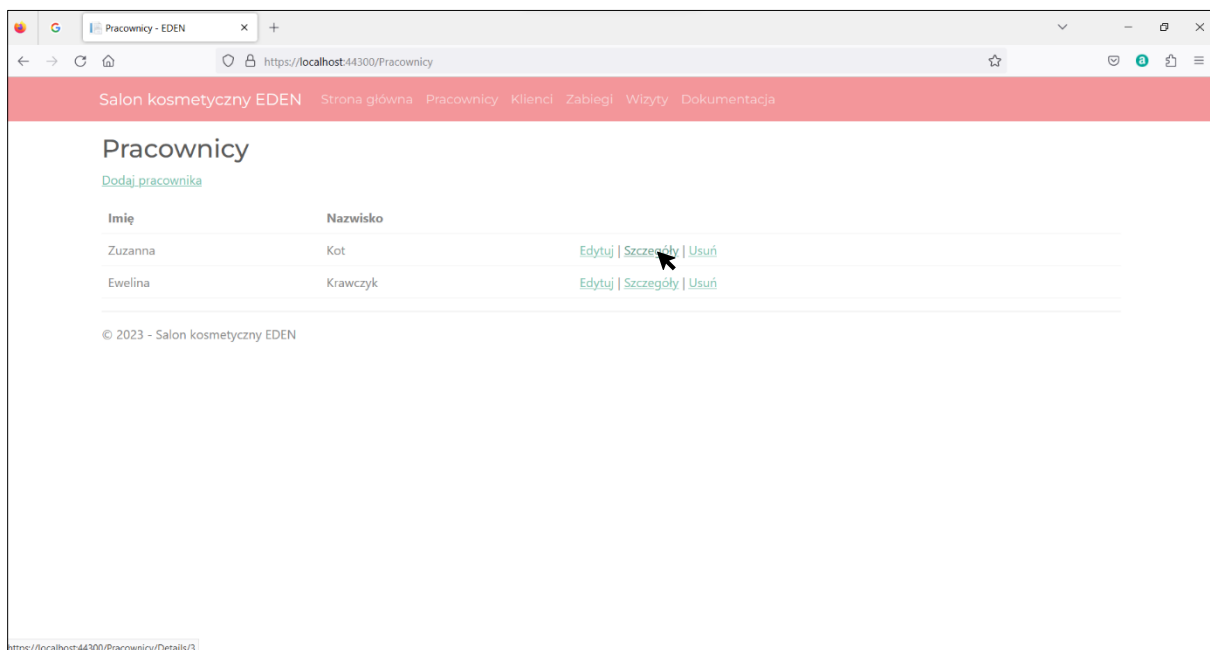 Pracownicy - EDEN
https://localhost:44300/Pracownicy
Salon kosmetyczny EDEN Strona główna Pracownicy Klienci Zabiegi Wizyty Dokumentacja
Pracownicy
Dodaj pracownika
Imię Nazwisko
Zuzanna Kot Edytuj | Szczegóły | Usuń
Ewelina Krawczyk Edytuj | Szczegóły | Usuń
© 2023 - Salon kosmetyczny EDEN
https://localhost:44300/Pracownicy/Details/3